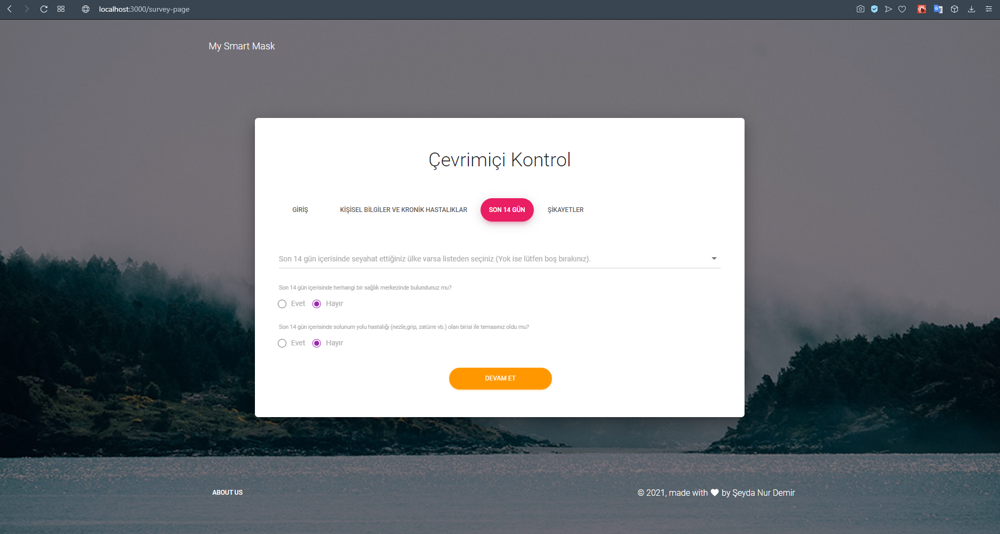 localhost:3000/survey-page
My Smart Mask
Çevrimiçi Kontrol
GİRİŞ KİŞİSEL BİLGİLER VE KRONİK HASTALIKLAR SON 14 GÜN ŞİKAYETLER
Son 14 gün içerisinde seyahat ettiğiniz ülke varsa listeden seçiniz (Yok ise lütfen boş bırakınız).
Son 14 gün içerisinde herhangi bir sağlık merkezinde bulundunuz mu?
Evet Hayır
Son 14 gün içerisinde solunum yolu hastalığı (nezle,grip, zatürre vb.) olan birisi ile temasınız oldu mu?
Evet Hayır
DEVAM ET
ABOUT US © 2021, made with ♥ by Şeyda Nur Demir